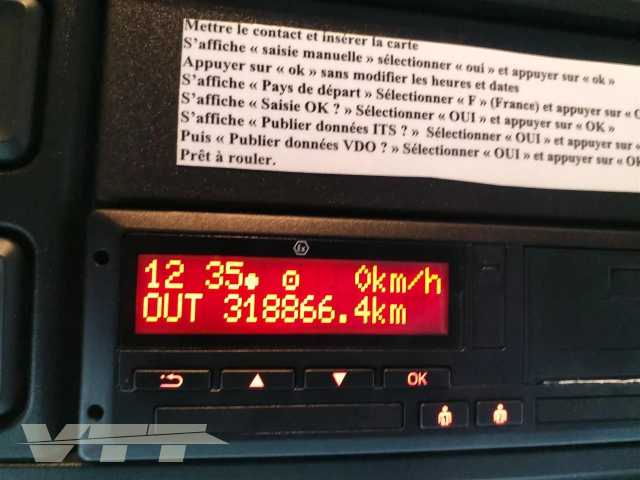 Mettre le contact et insérer la carte
S'affiche « saisie manuelle » sélectionner « oui » et appuyer sur « ok »
Appuyer sur « ok » sans modifier les heures et dates
S'affiche « Pays de départ » Sélectionner « F » (France) et appuyer sur «
S'affiche « Saisie OK ? » Sélectionner « OUI » et appuyer sur « OK »
S'affiche « Publier données ITS ? » Sélectionner « OUI » et appuyer sur «
Puis « Publier données VDO ? » Sélectionner « OUI » et appuyer sur « OK
Prêt à rouler.
Ex
12 35 0km/h
OUT 318866.4km
OK
1 2
VTT